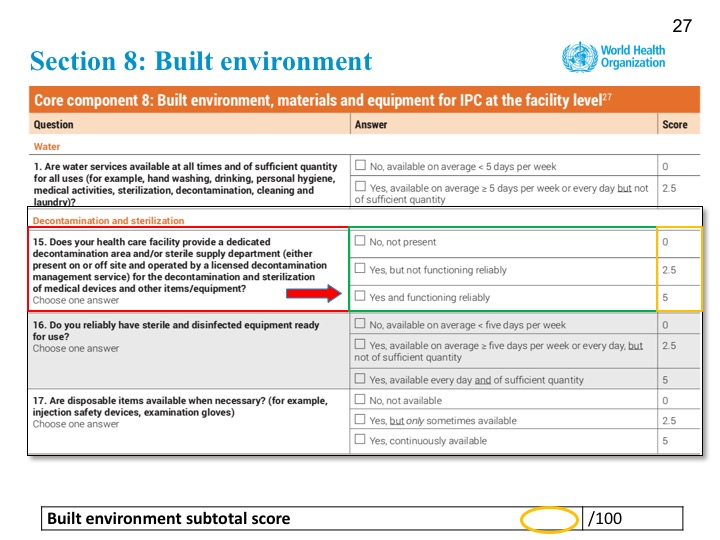 27
Section 8: Built environment
World Health
Organization
Core component 8: Built environment, materials and equipment for IPC at the facility level27
Question Answer Score
Water
1. Are water services available at all times and of sufficient quantity
for all uses (for example, hand washing, drinking, personal hygiene,
medical activities, sterilization, decontamination, cleaning and
laundry)?
No, available on average < 5 days per week 0
Yes, available on average ≥ 5 days per week or every day but not
of sufficient quantity
2.5
Decontamination and sterilization
15. Does your health care facility provide a dedicated
decontamination area and/or sterile supply department (either
present on or off site and operated by a licensed decontamination
management service) for the decontamination and sterilization
of medical devices and other items/equipment?
Choose one answer
No, not present 0
Yes, but not functioning reliably 2.5
Yes and functioning reliably 5
16. Do you reliably have sterile and disinfected equipment ready
for use?
Choose one answer
No, available on average < five days per week 0
Yes, available on average ≥ five days per week or every day, but
not of sufficient quantity
2.5
Yes, available every day and of sufficient quantity 5
17. Are disposable items available when necessary? (for example,
injection safety devices, examination gloves)
Choose one answer
No, not available 0
Yes, but only sometimes available 2.5
Yes, continuously available 5
Built environment subtotal score /100